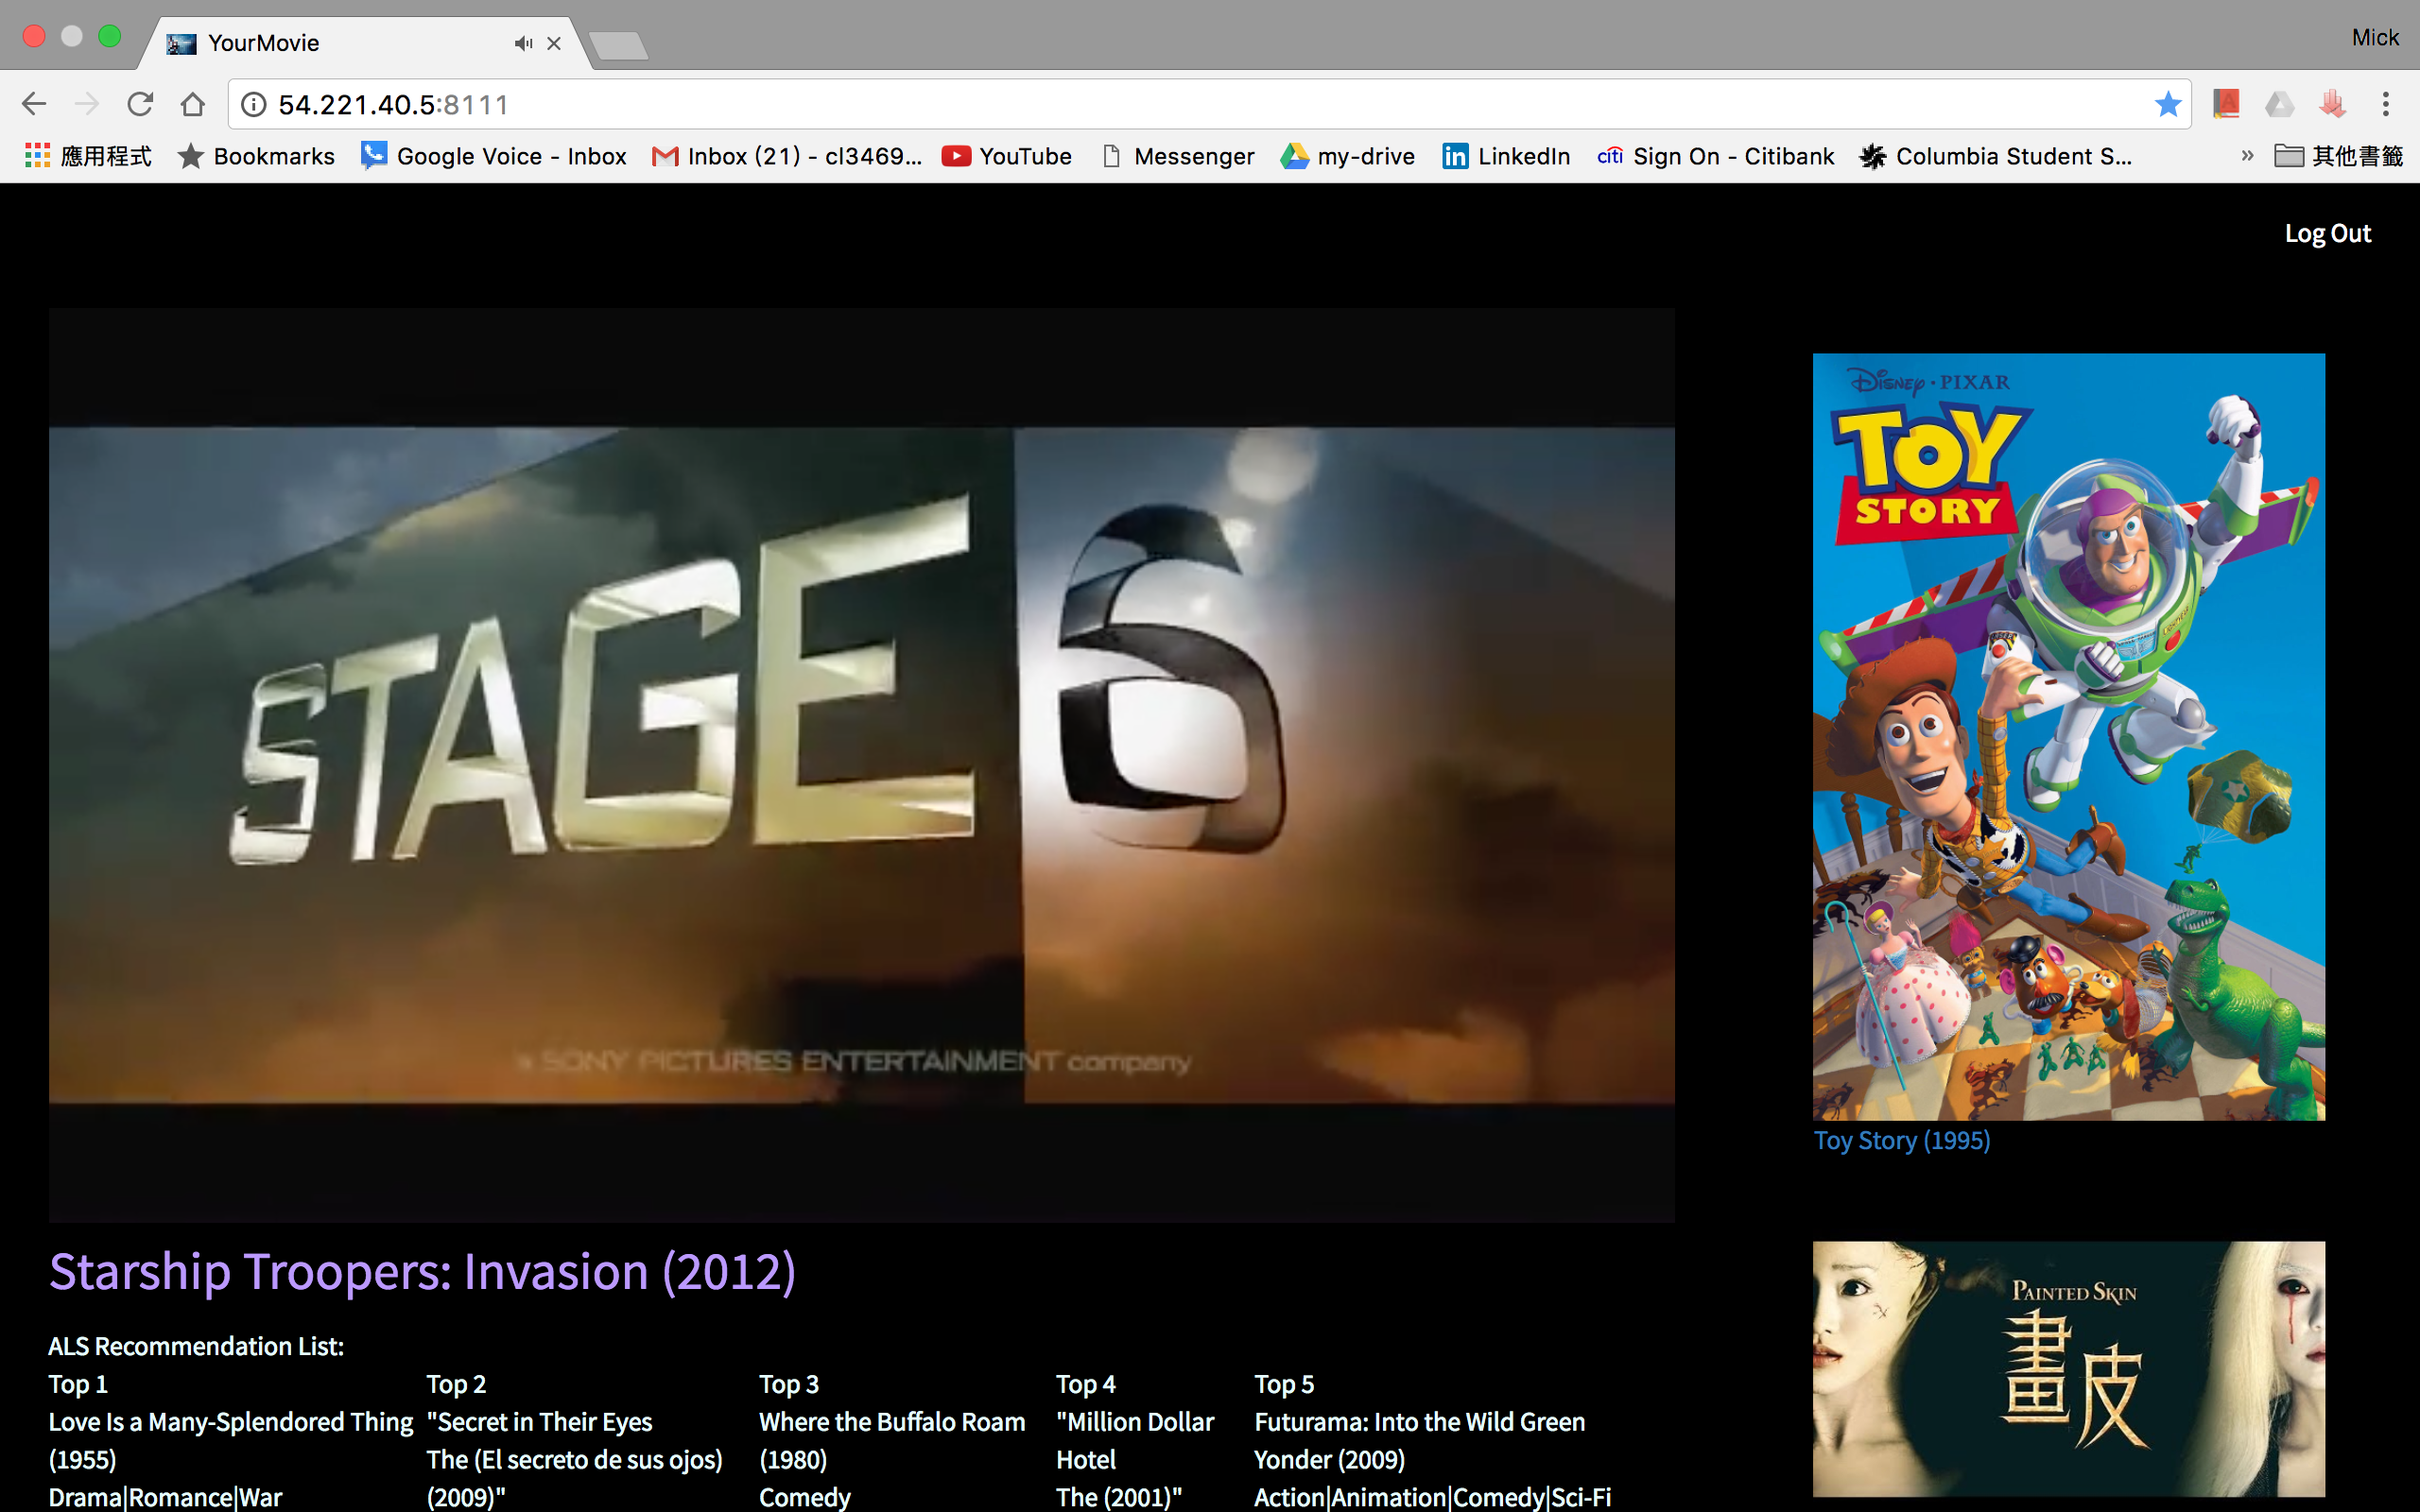 YourMovie
Mick
54.221.40.5:8111
應用程式 Bookmarks Google Voice - Inbox Inbox (21) - cl3469... YouTube Messenger my-drive LinkedIn citi Sign On - Citibank Columbia Student S... » 其他書籤
Log Out
STAGE 6
a SONY PICTURES ENTERTAINMENT company
DISNEY · PIXAR
TOY
STORY
Toy Story (1995)
PAINTED SKIN
畫皮
Starship Troopers: Invasion (2012)
ALS Recommendation List:
Top 1
Love Is a Many-Splendored Thing
(1955)
Drama|Romance|War
Top 2
"Secret in Their Eyes
The (El secreto de sus ojos)
(2009)"
Top 3
Where the Buffalo Roam
(1980)
Comedy
Top 4
"Million Dollar
Hotel
The (2001)"
Top 5
Futurama: Into the Wild Green
Yonder (2009)
Action|Animation|Comedy|Sci-Fi